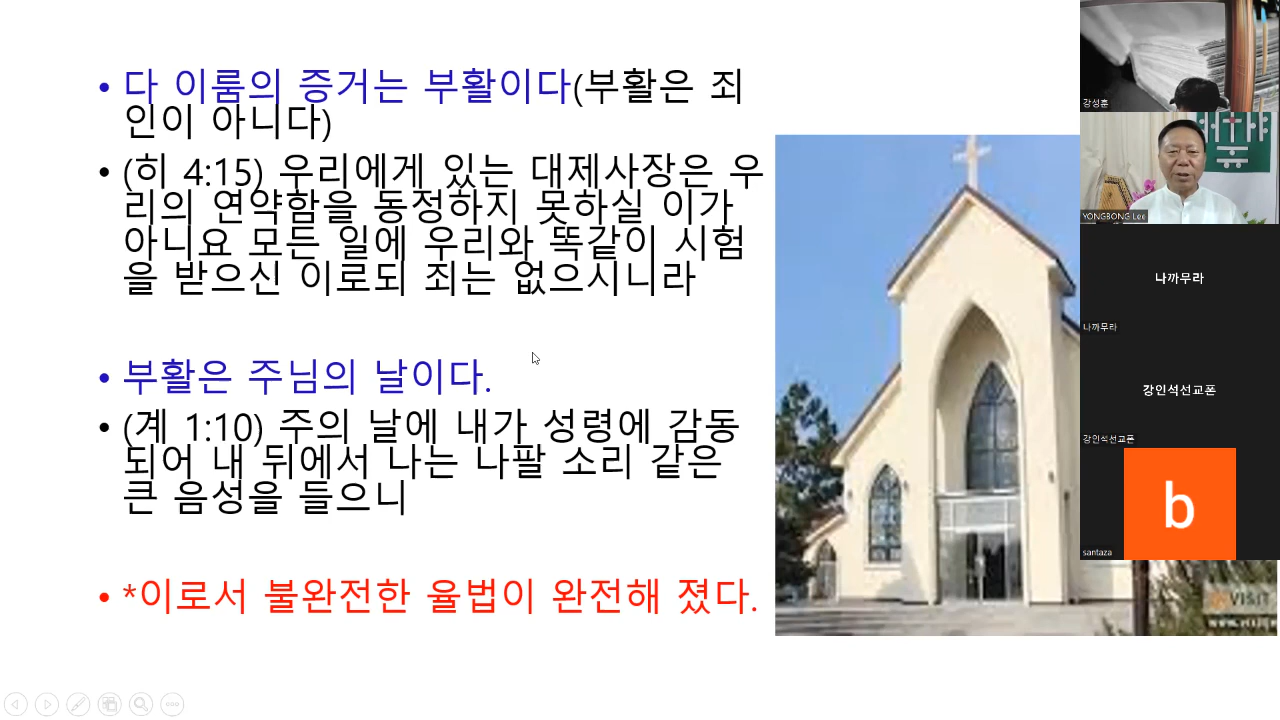 • 다 이룸의 증거는 부활이다(부활은 죄
인이 아니다)
• (히 4:15) 우리에게 있는 대제사장은 우
리의 연약함을 동정하지 못하실 이가
아니요 모든 일에 우리와 똑같이 시험
을 받으신 이로되 죄는 없으시니라
• 부활은 주님의 날이다.
• (계 1:10) 주의 날에 내가 성령에 감동
되어 내 뒤에서 나는 나팔 소리 같은
큰 음성을 들으니
• *이로서 불완전한 율법이 완전해 졌다.
강성훈
YONGBONG Lee
나까무라
나까무라
강인석선교폰
강인석선교폰
b
santaza
VISIT